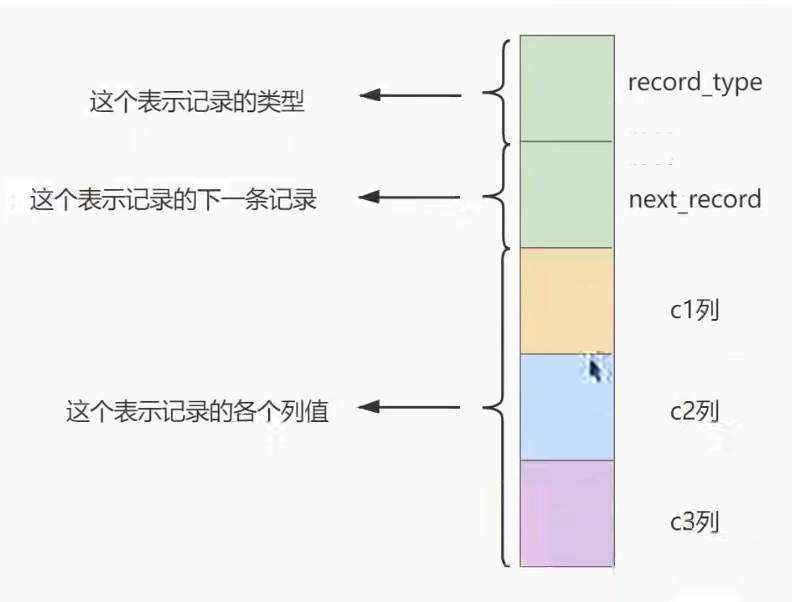 这个表示记录的类型
record_type
这个表示记录的下一条记录
next_record
c1列
这个表示记录的各个列值
c2列
c3列